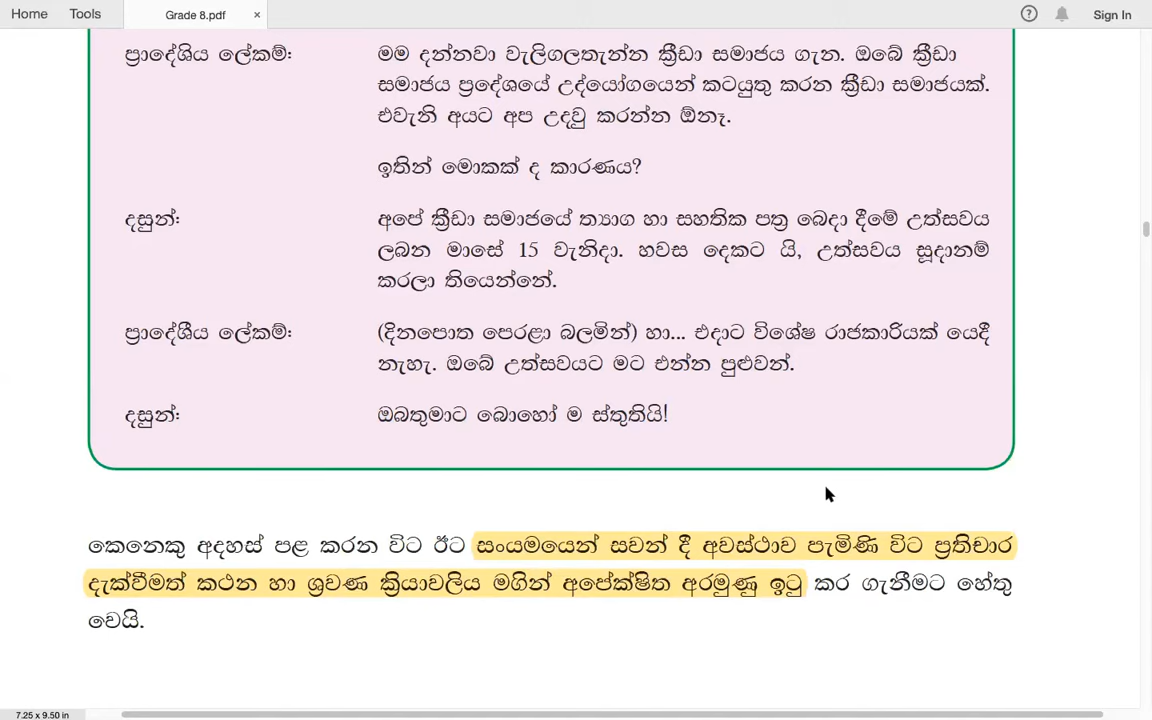 Home Tools Grade 8.pdf × Sign In
ප්‍රාදේශිය ලේකම්: මම දන්නවා වැලිගලතැන්න ක්‍රීඩා සමාජය ගැන. ඔබේ ක්‍රීඩා
සමාජය ප්‍රදේශයේ උද්යෝගයෙන් කටයුතු කරන ක්‍රීඩා සමාජයක්.
එවැනි අයට අප උදවු කරන්න ඕනෑ.
ඉතින් මොකක් ද කාරණය?
දසුන්: අපේ ක්‍රීඩා සමාජයේ ත්‍යාග හා සහතික පත්‍ර බෙදා දීමේ උත්සවය
ලබන මාසේ 15 වැනිදා. හවස දෙකට යි, උත්සවය සූදානම්
කරලා තියෙන්නේ.
ප්‍රාදේශීය ලේකම්: (දිනපොත පෙරළා බලමින්) හා... එදාට විශේෂ රාජකාරියක් යෙදී
නැහැ. ඔබේ උත්සවයට මට එන්න පුළුවන්.
දසුන්: ඔබතුමාට බොහෝ ම ස්තුතියි!
කෙනෙකු අදහස් පළ කරන විට ඊට සංයමයෙන් සවන් දී අවස්ථාව පැමිණි විට ප්‍රතිචාර
දැක්වීමත් කථන හා ශ්‍රවණ ක්‍රියාවලිය මගින් අපේක්ෂිත අරමුණු ඉටු කර ගැනීමට හේතු
වෙයි.
7.25 x 9.50 in